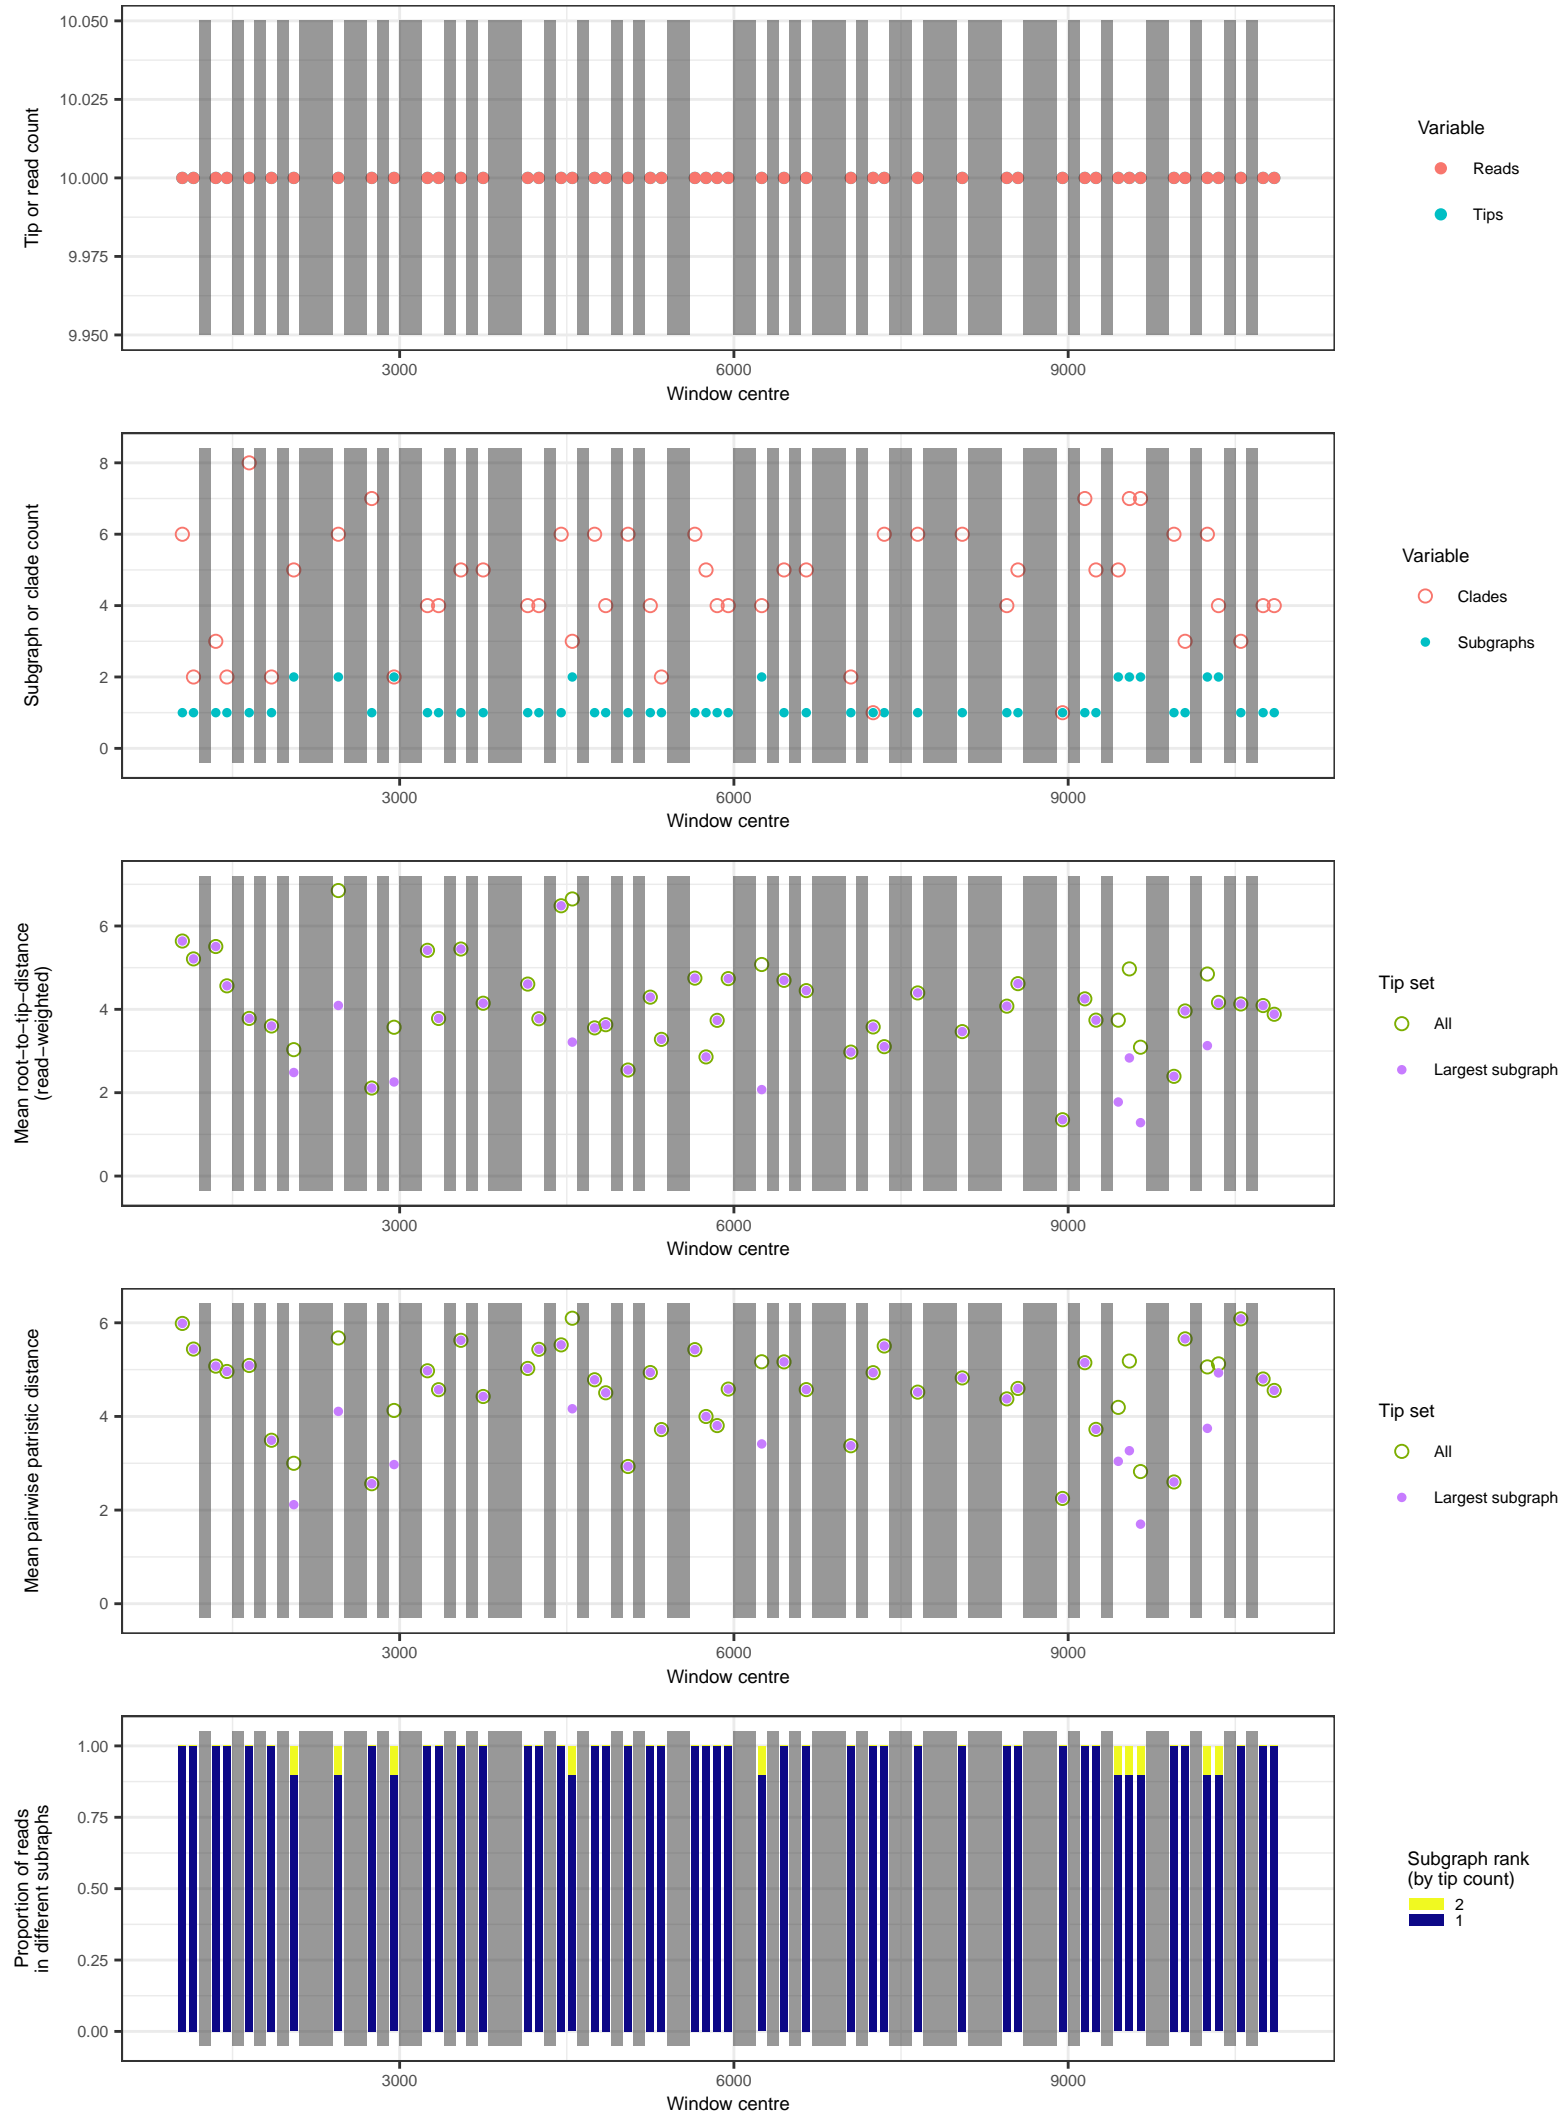 10.050
10.025
10.000
9.975
9.950
Tip or read count
3000
6000
9000
Window centre
Variable
Reads
Tips
8
6
4
2
0
Subgraph or clade count
3000
6000
9000
Window centre
Variable
Clades
Subgraphs
6
4
2
0
Mean root−to−tip−distance
(read−weighted)
3000
6000
9000
Window centre
Tip set
All
Largest subgraph
6
4
2
0
Mean pairwise patristic distance
3000
6000
9000
Window centre
Tip set
All
Largest subgraph
1.00
0.75
0.50
0.25
0.00
Proportion of reads
in different subraphs
3000
6000
9000
Window centre
Subgraph rank
(by tip count)
2
1